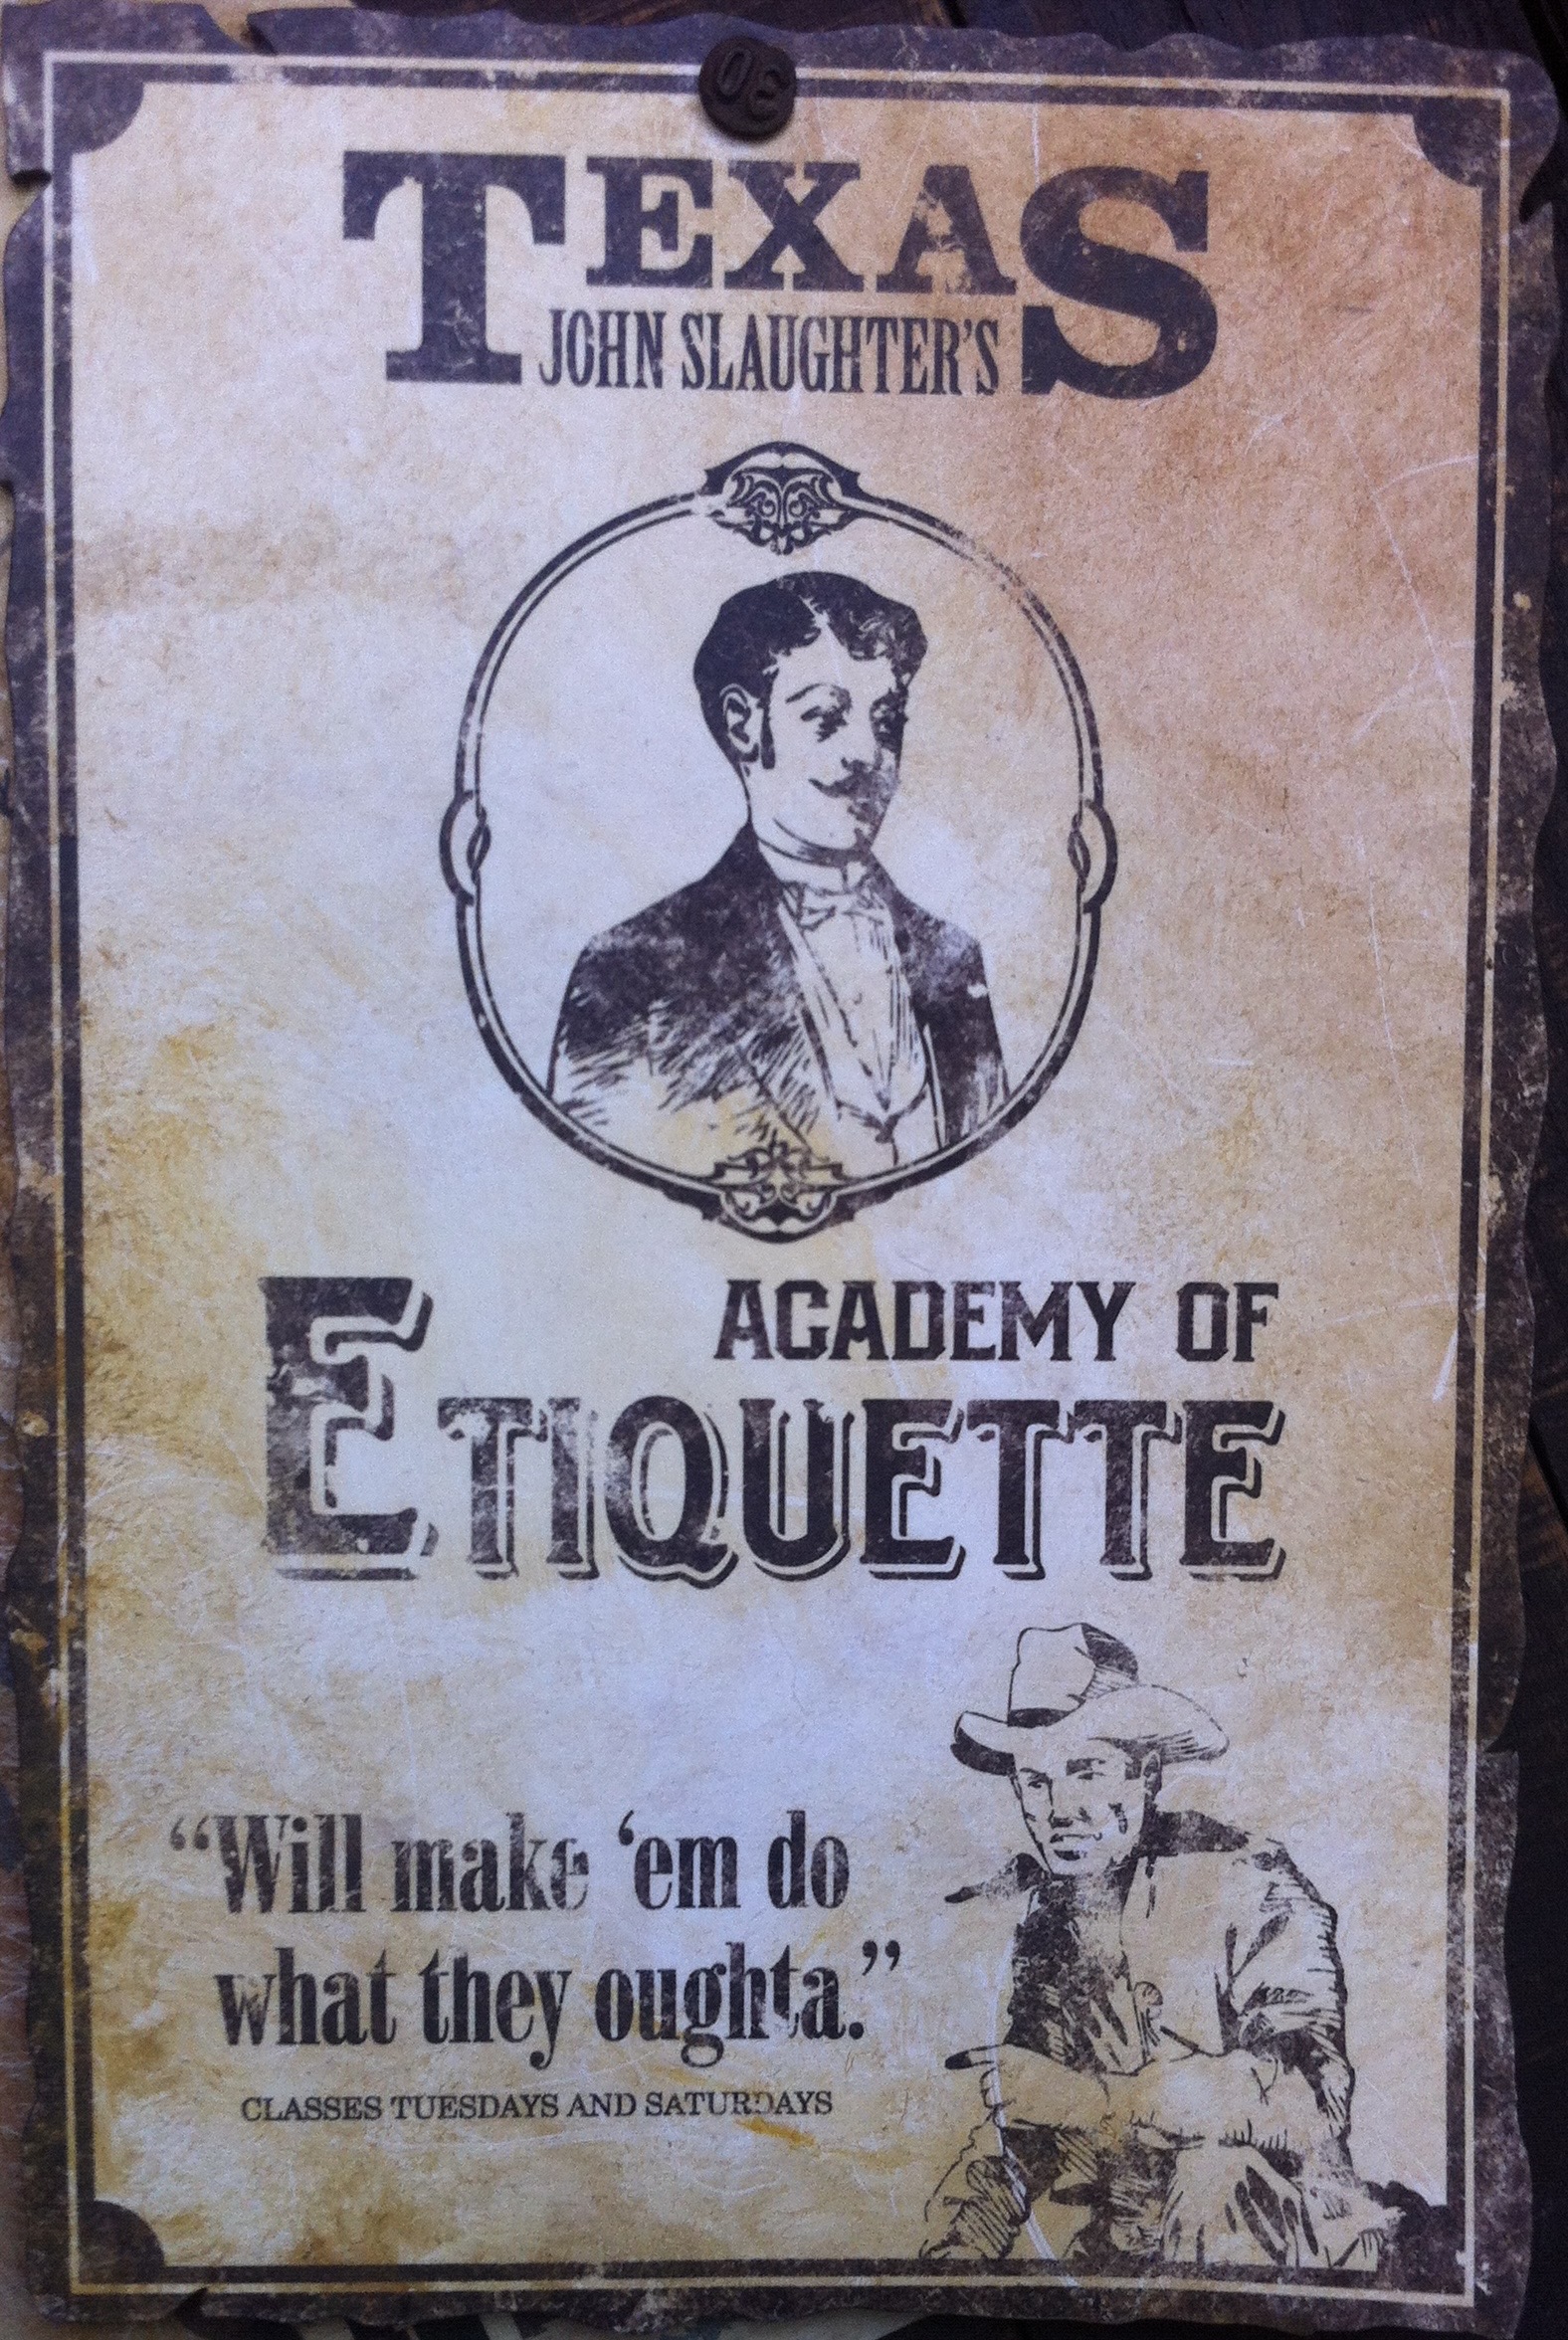 TEXAS
JOHN SLAUGHTER'S
ACADEMY OF
ETIQUETTE
“Will make ‘em do
what they oughta.”
CLASSES TUESDAYS AND SATURDAYS